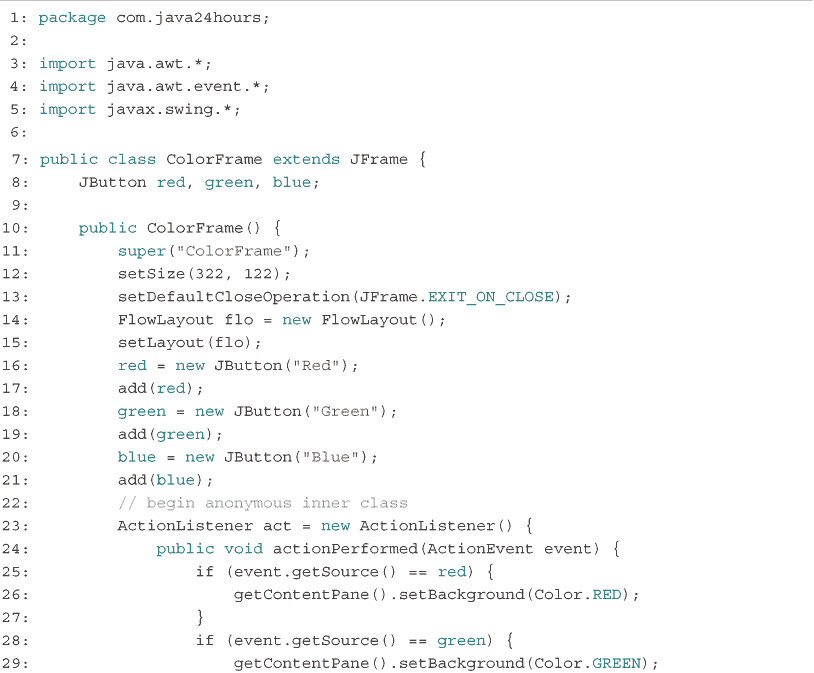 1: package com.java24hours;
2:
3: import java.awt.*;
4: import java.awt.event.*;
5: import javax.swing.*;
6:
7: public class ColorFrame extends JFrame {
8:     JButton red, green, blue;
9:
10:     public ColorFrame() {
11:         super("ColorFrame");
12:         setSize(322, 122);
13:         setDefaultCloseOperation(JFrame.EXIT_ON_CLOSE);
14:         FlowLayout flo = new FlowLayout();
15:         setLayout(flo);
16:         red = new JButton("Red");
17:         add(red);
18:         green = new JButton("Green");
19:         add(green);
20:         blue = new JButton("Blue");
21:         add(blue);
22:         // begin anonymous inner class
23:         ActionListener act = new ActionListener() {
24:             public void actionPerformed(ActionEvent event) {
25:                 if (event.getSource() == red) {
26:                     getContentPane().setBackground(Color.RED);
27:                 }
28:                 if (event.getSource() == green) {
29:                     getContentPane().setBackground(Color.GREEN);